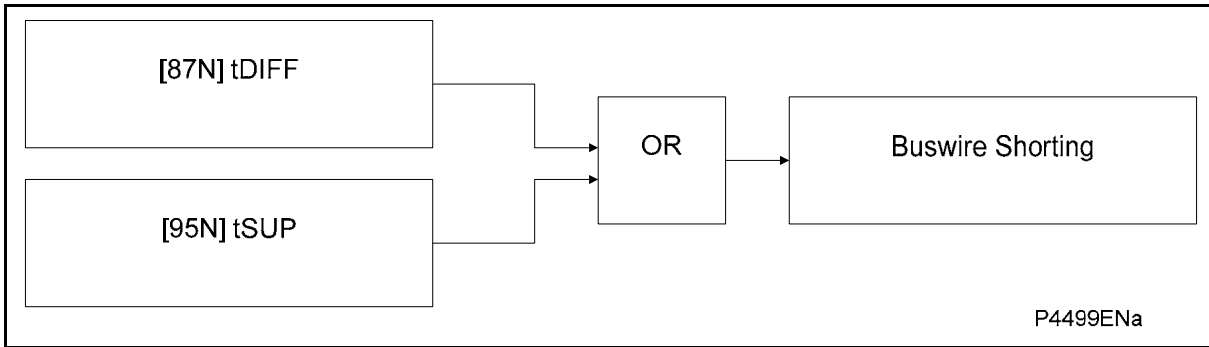 [87N] tDIFF
OR
Buswire Shorting
[95N] tSUP
P4499ENa